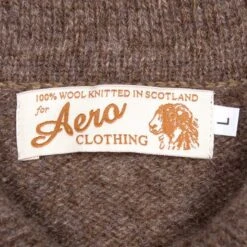 100% WOOL KNITTED IN SCOTLAND
for
Aero
CLOTHING
L